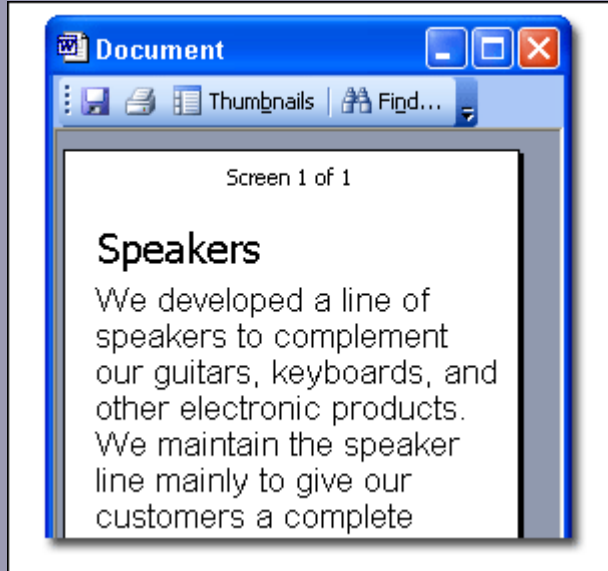 Document
Thumbnails Find...
Screen 1 of 1
Speakers
We developed a line of
speakers to complement
our guitars, keyboards, and
other electronic products.
We maintain the speaker
line mainly to give our
customers a complete